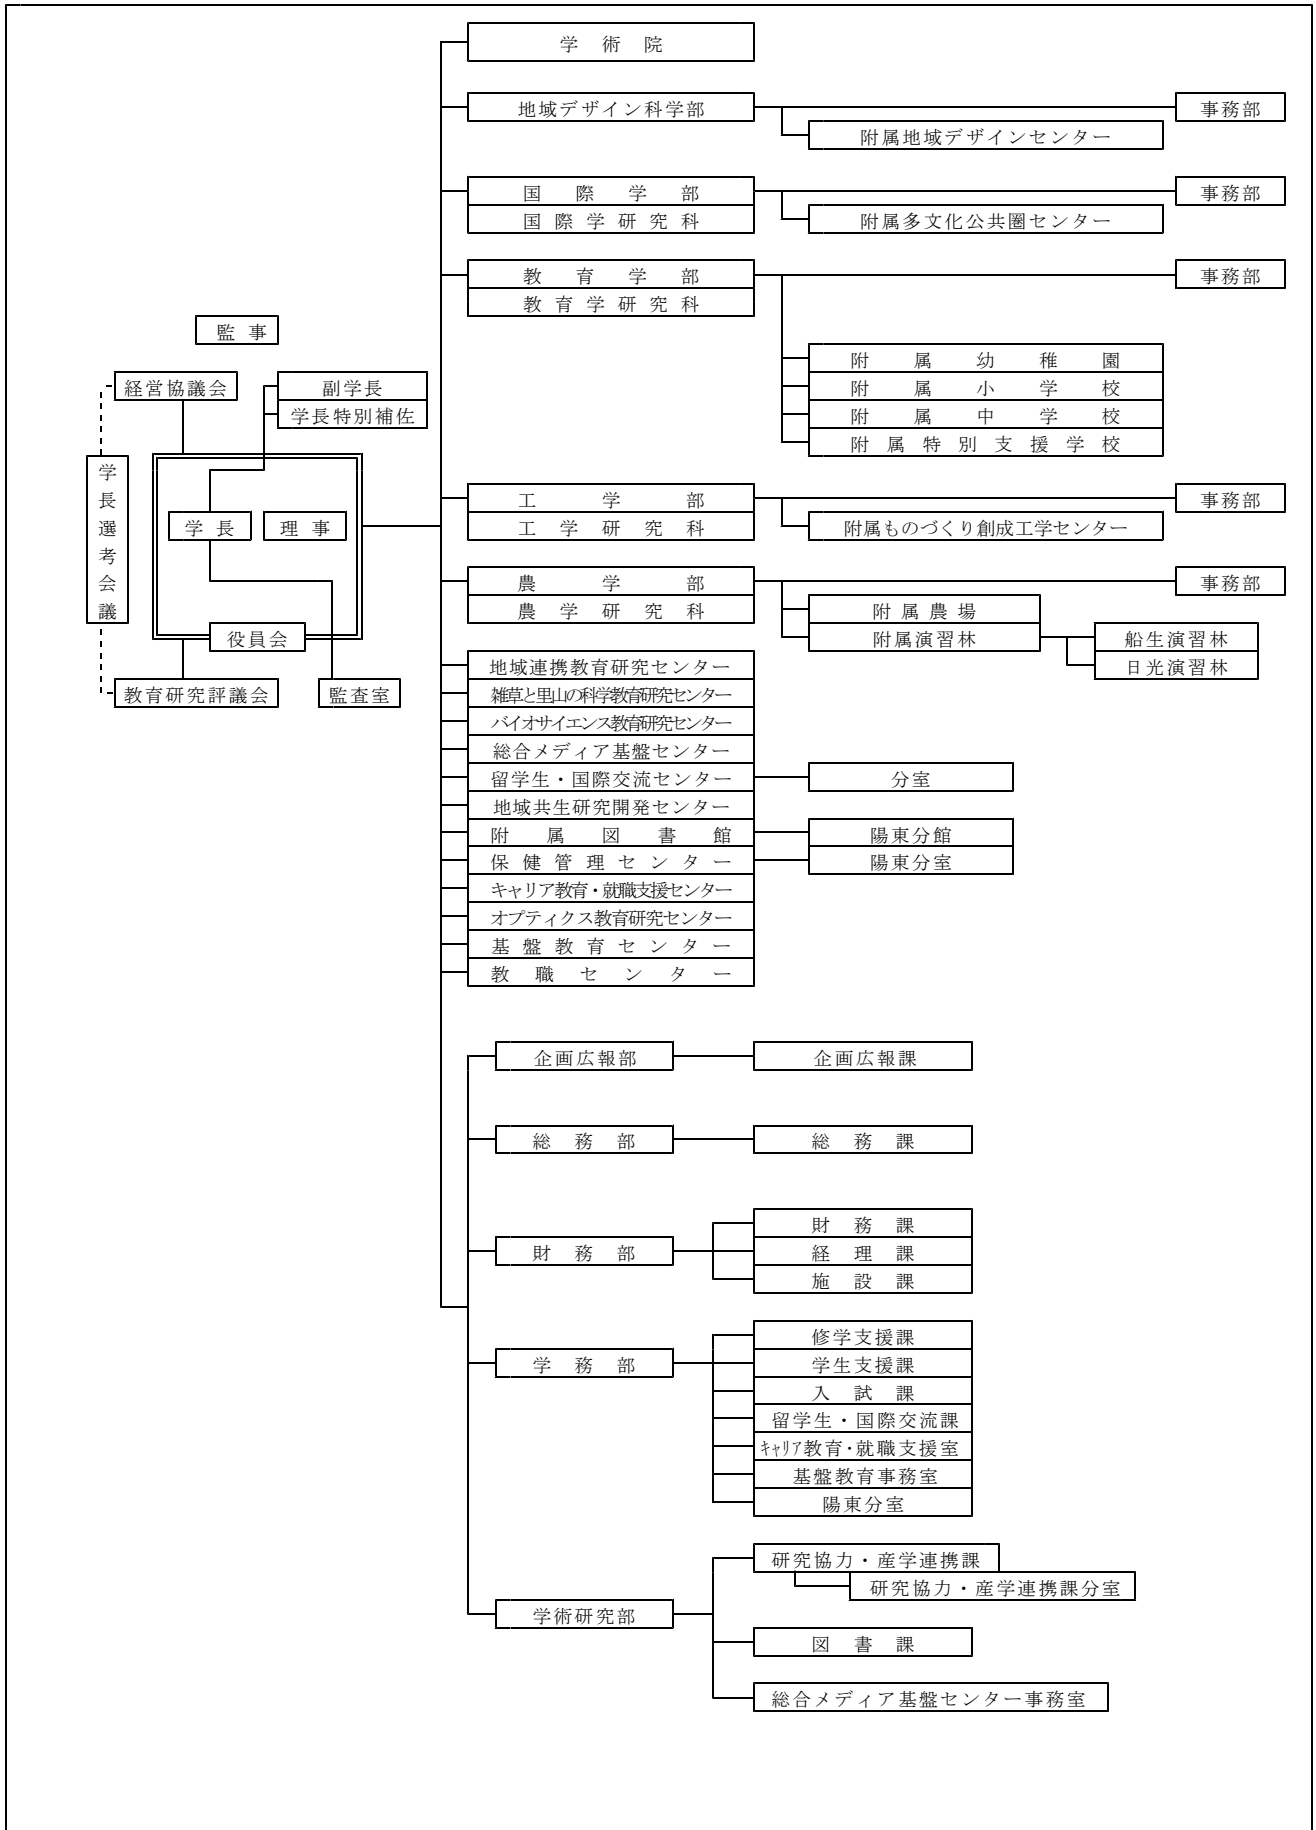 学術院
地域デザイン科学部
事務部
附属地域デザインセンター
国際学部
事務部
国際学研究科
附属多文化公共圏センター
教育学部
事務部
教育学研究科
監事
附属幼稚園
経営協議会
副学長
附属小学校
学長特別補佐
附属中学校
附属特別支援学校
学長選考会議
工学部
事務部
学長
理事
工学研究科
附属ものづくり創成工学センター
農学部
事務部
農学研究科
附属農場
役員会
附属演習林
船生演習林
地域連携教育研究センター
日光演習林
教育研究評議会
監査室
雑草と里山の科学教育研究センター
バイオサイエンス教育研究センター
総合メディア基盤センター
留学生・国際交流センター
分室
地域共生研究開発センター
附属図書館
陽東分館
保健管理センター
陽東分室
キャリア教育・就職支援センター
オプティクス教育研究センター
基盤教育センター
教職センター
企画広報部
企画広報課
総務部
総務課
財務課
財務部
経理課
施設課
修学支援課
学務部
学生支援課
入試課
留学生・国際交流課
ｷｬﾘｱ教育・就職支援室
基盤教育事務室
陽東分室
研究協力・産学連携課
研究協力・産学連携課分室
学術研究部
図書課
総合メディア基盤センター事務室